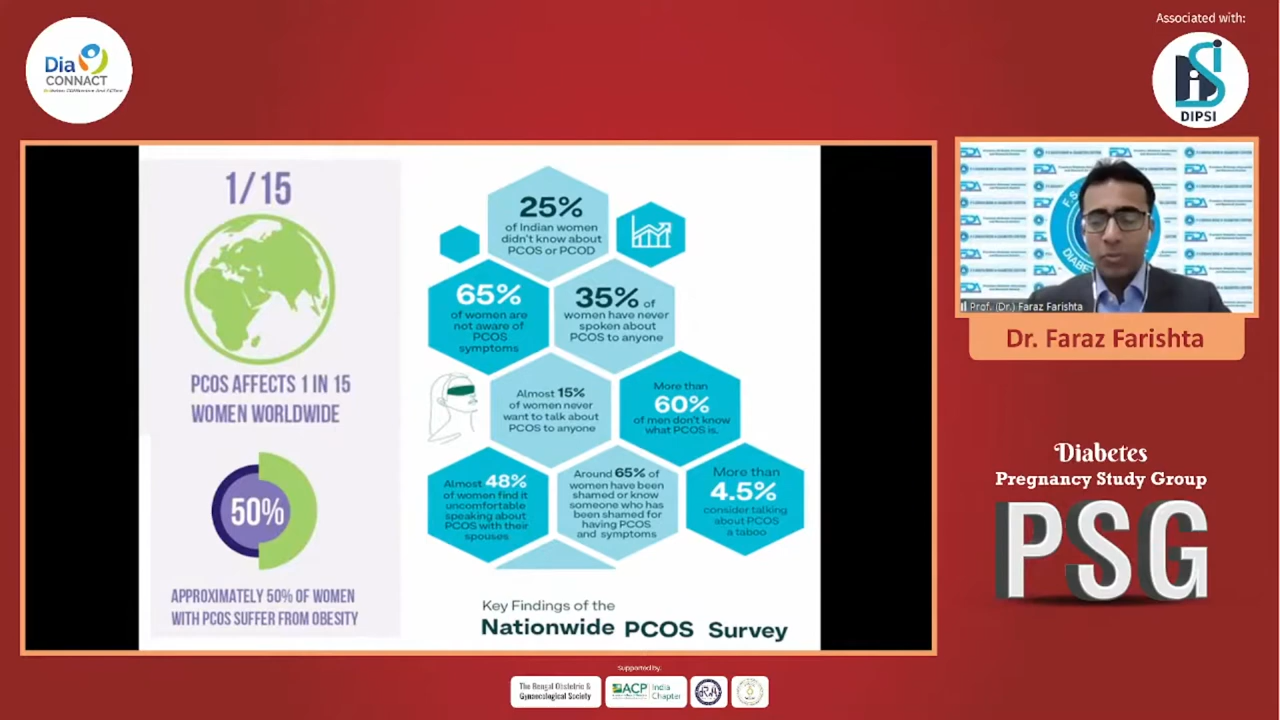 Dia
CONNACT
Associated with:
DIPSI
1/15
PCOS AFFECTS 1 IN 15
WOMEN WORLDWIDE
50%
APPROXIMATELY 50% OF WOMEN
WITH PCOS SUFFER FROM OBESITY
25%
of Indian women
didn't know about
PCOS or PCOD
65%
of women are
not aware of
PCOS
symptoms
35% of
women have never
spoken about
PCOS to anyone
Almost 15%
of women never
want to talk about
PCOS to anyone
More than
60%
of men don't know
what PCOS is.
Almost 48%
of women find it
uncomfortable
speaking about
PCOS with their
spouses
Around 65% of
women have been
shamed or know
someone who has
been shamed for
having PCOS
and symptoms
More than
4.5%
consider talking
about PCOS
a taboo
Key Findings of the
Nationwide PCOS Survey
DIABETE
Prof. (Dr.) Faraz Farishta
Dr. Faraz Farishta
Diabetes
Pregnancy Study Group
PSG
Supported by:
The Bengal Obstetric &
Gynaecological Society
ACP India
Chapter